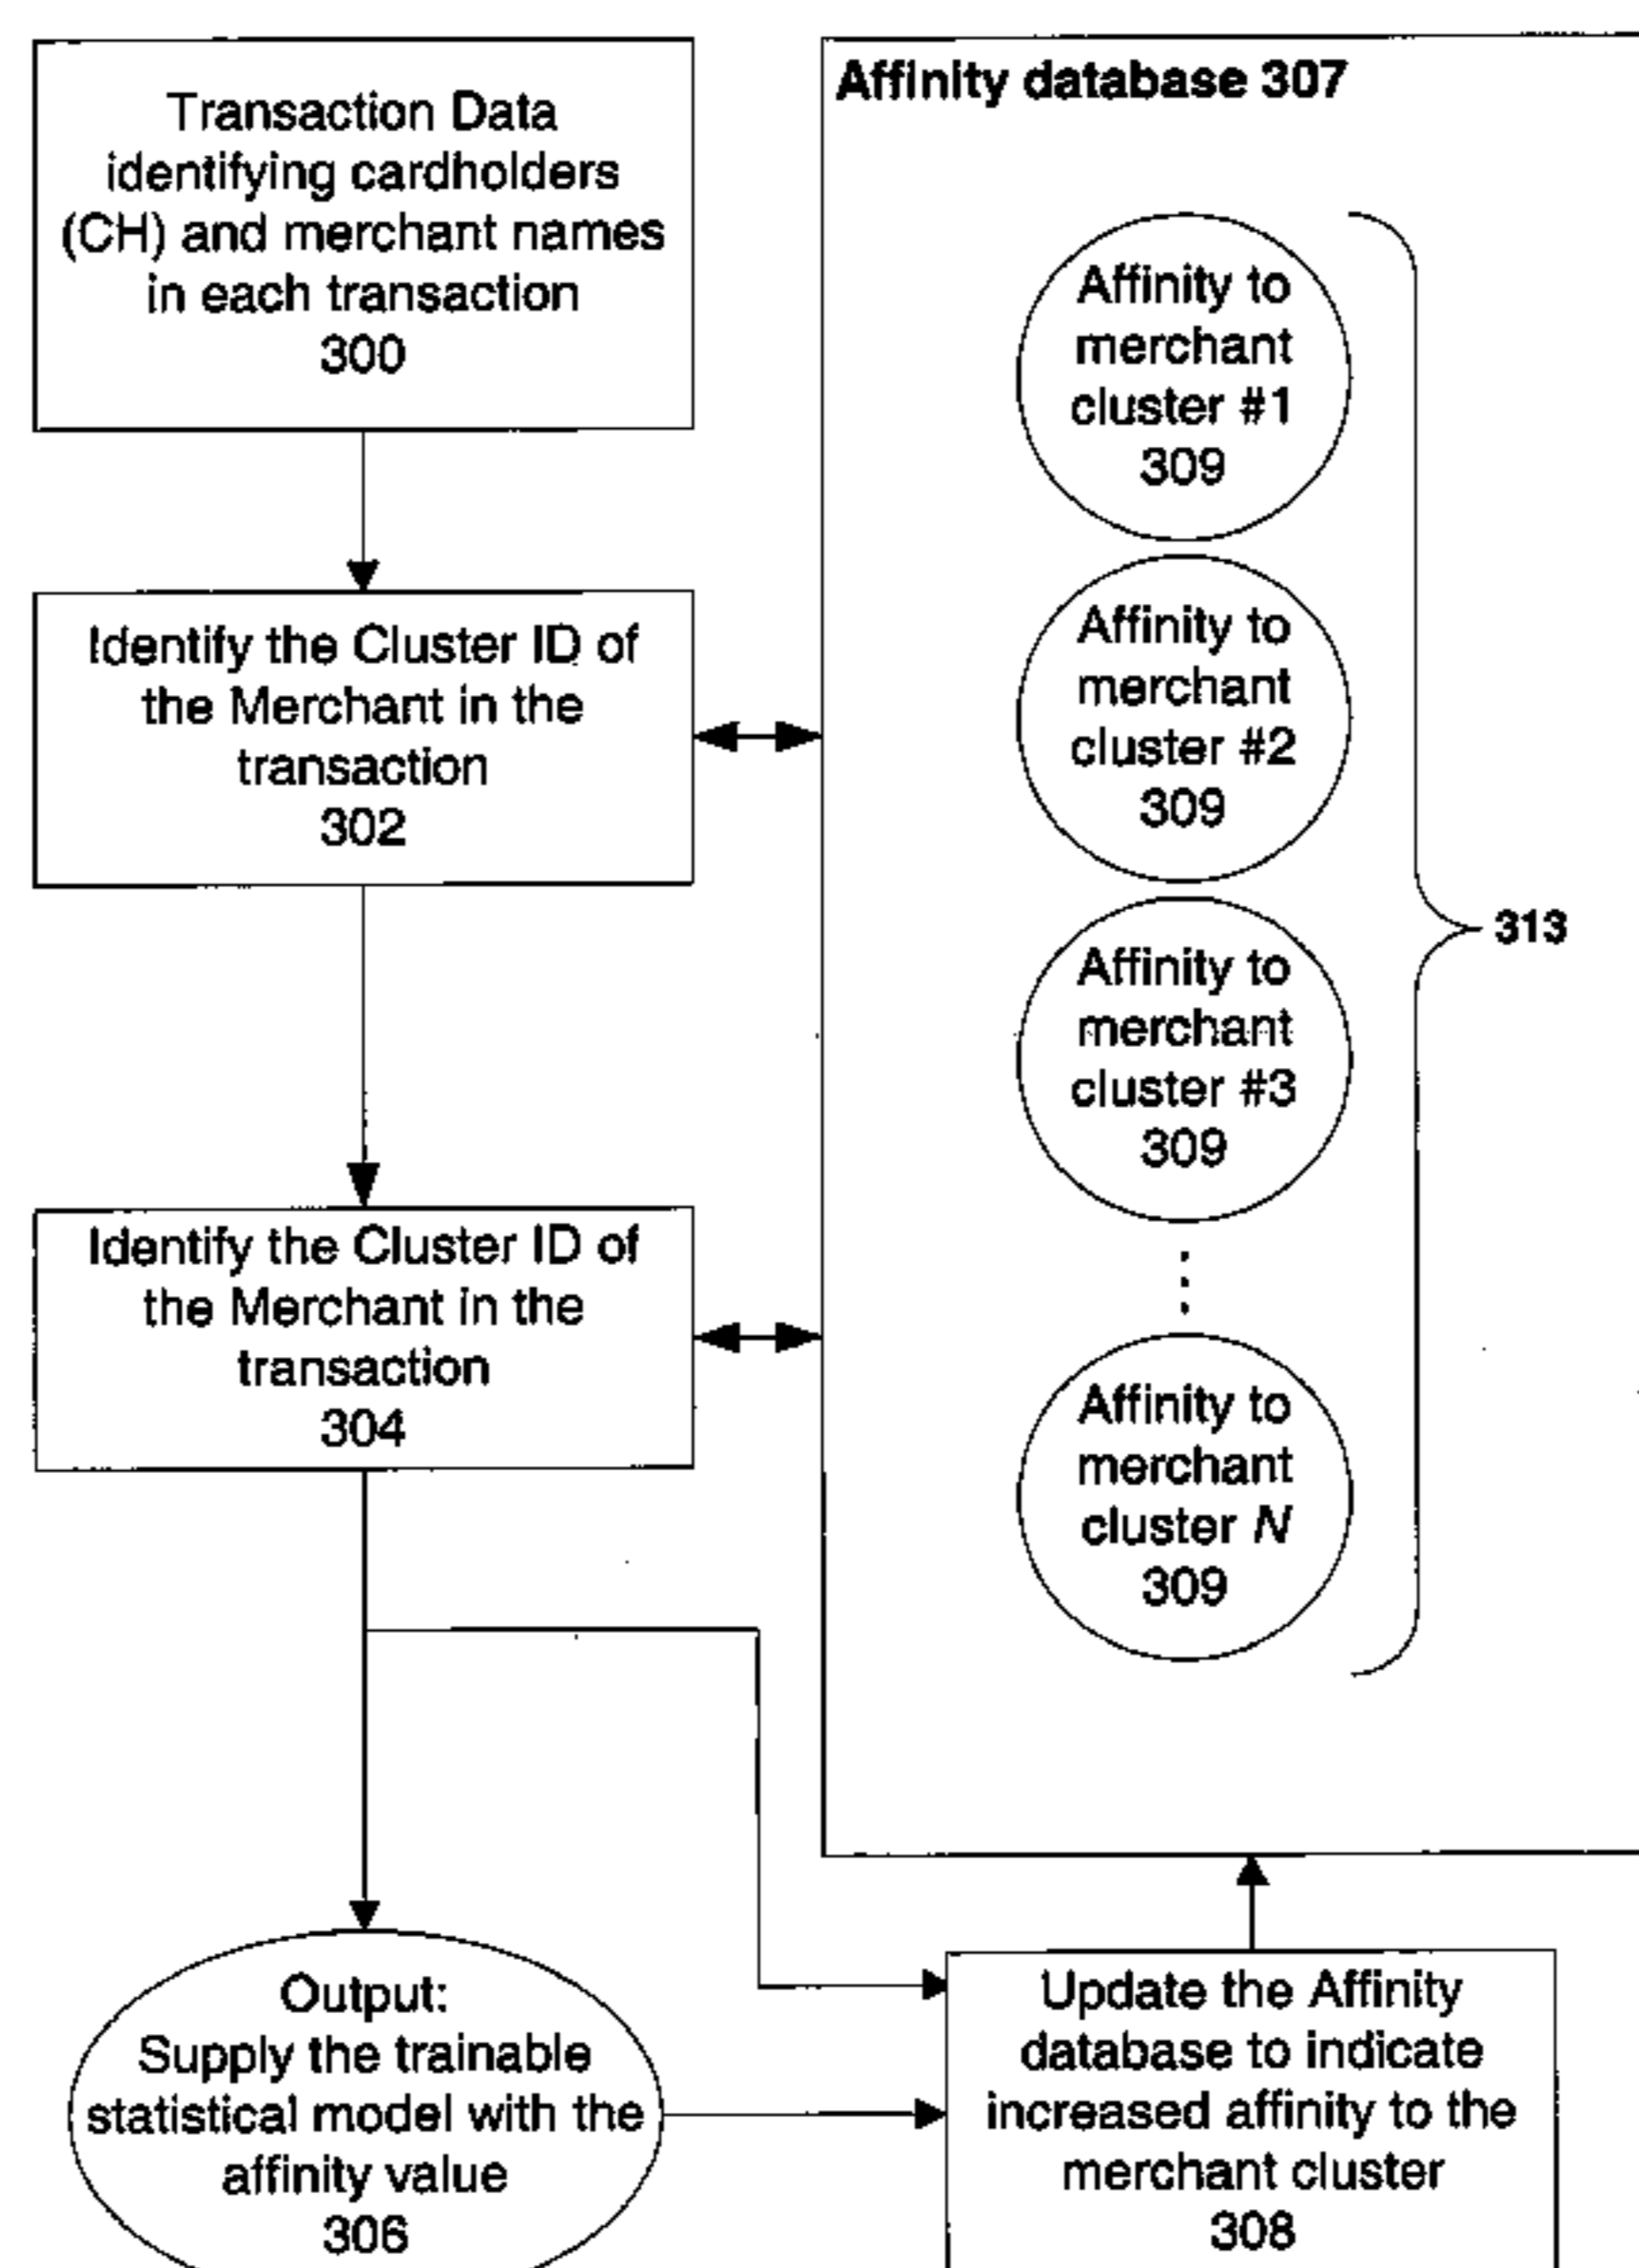 Transaction Data
identifying cardholders
(CH) and merchant names
in each transaction
300
Identify the Cluster ID of
the Merchant in the
transaction
302
Identify the Cluster ID of
the Merchant in the
transaction
304
Output:
Supply the trainable
statistical model with the
affinity value
306
Affinity database 307
Affinity to
merchant
cluster #1
309
Affinity to
merchant
cluster #2
309
Affinity to
merchant
cluster #3
309
Affinity to
merchant
cluster N
309
313
Update the Affinity
database to indicate
increased affinity to the
merchant cluster
308